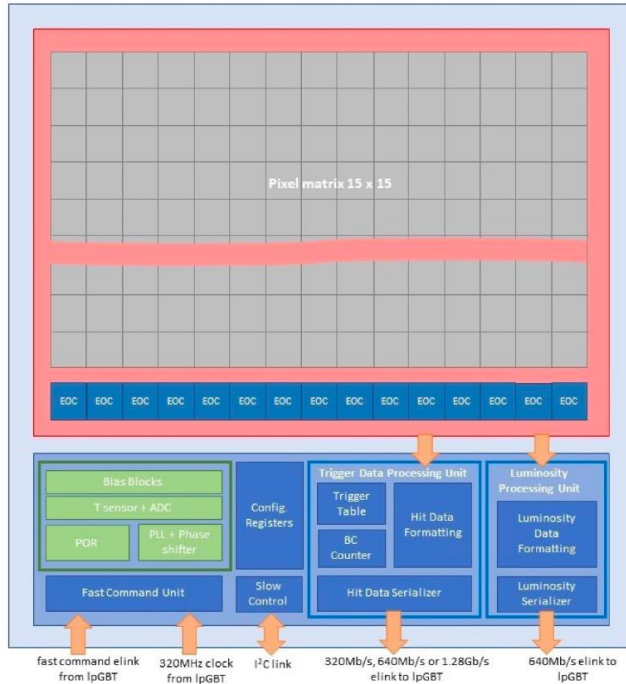 Pixel matrix 15 x 15
EOC EOC EOC EOC EOC EOC EOC EOC EOC EOC EOC EOC EOC EOC EOC
Bias Blocks
T sensor + ADC
POR
PLL + Phase
shifter
Fast Command Unit
Config
Registers
Slow
Control
Trigger Data Processing Unit
Trigger
Table
BC
Counter
Hit Data
Formatting
Hit Data Serializer
Luminosity
Processing Unit
Luminosity
Data
Formatting
Luminosity
Serializer
fast command elink
from lpGBT
320MHz clock
from lpGBT
I²C link
320Mb/s, 640Mb/s or 1.28Gb/s
elink to lpGBT
640Mb/s elink to
lpGBT